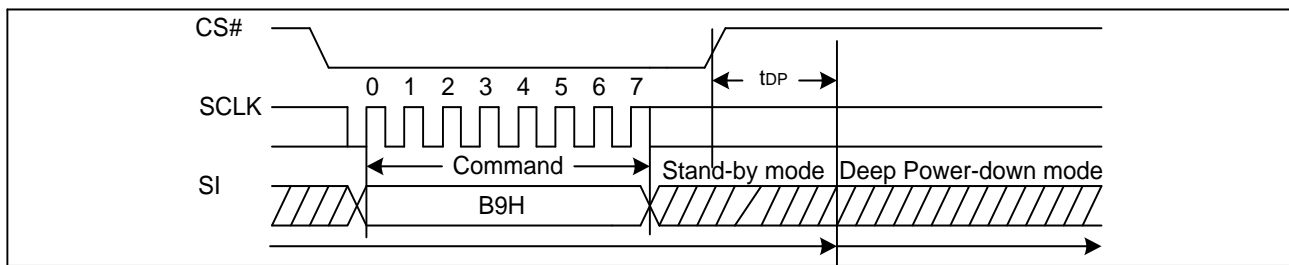 CS#
tDP
0 1 2 3 4 5 6 7
SCLK
Command
Stand-by mode
Deep Power-down mode
SI
B9H